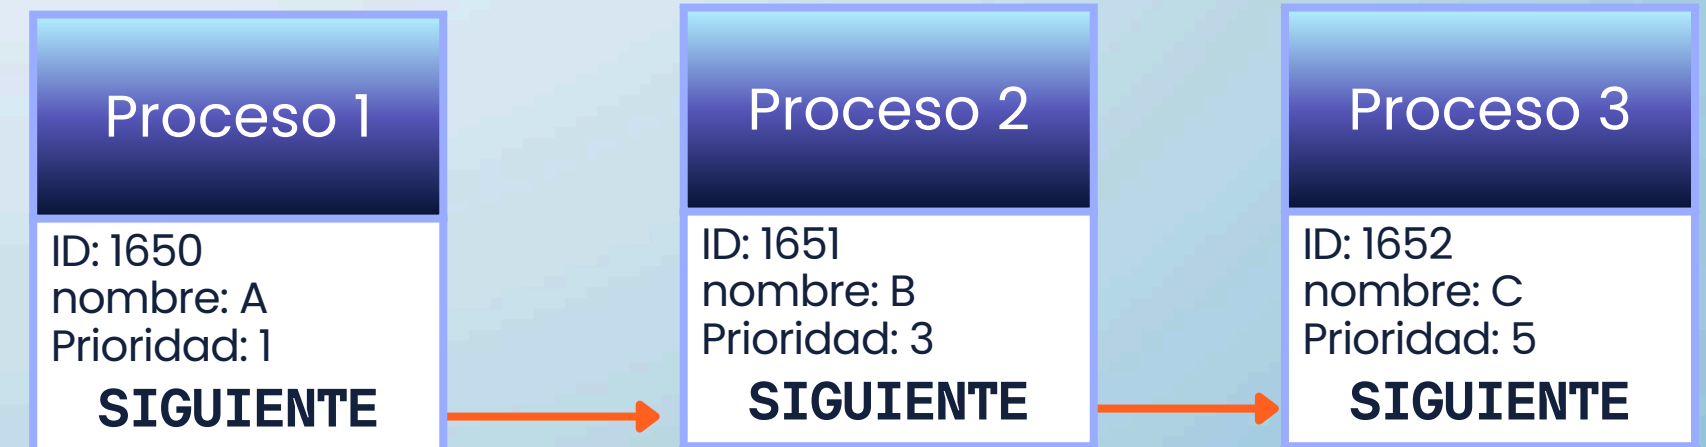 Proceso 1
ID: 1650
nombre: A
Prioridad: 1
SIGUIENTE
Proceso 2
ID: 1651
nombre: B
Prioridad: 3
SIGUIENTE
Proceso 3
ID: 1652
nombre: C
Prioridad: 5
SIGUIENTE